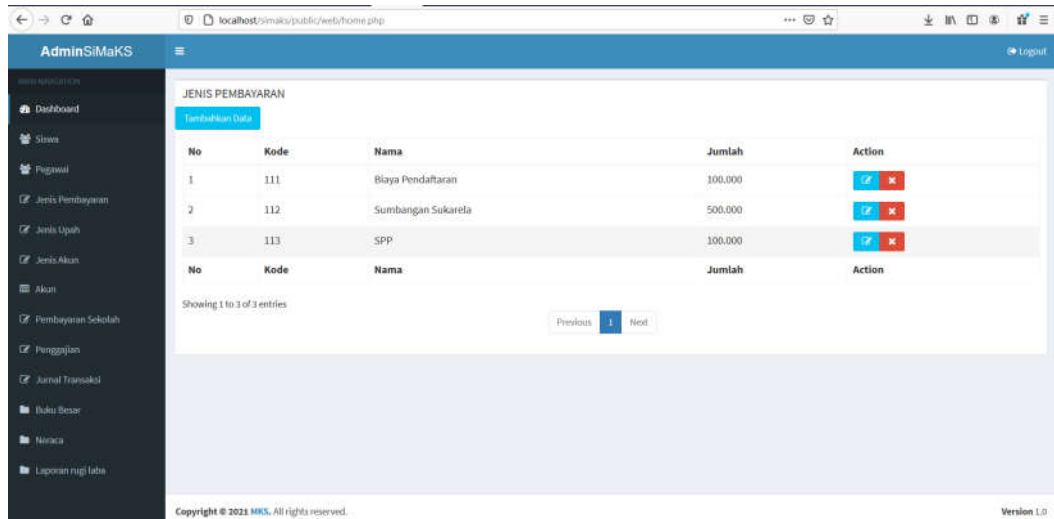 localhost/simaks/public/web/home.php
AdminSiMaKS
Logout
MAIN NAVIGATION
Dashboard
Siswa
Pegawai
Jenis Pembayaran
Jenis Upah
Jenis Akun
Akun
Pembayaran Sekolah
Penggajian
Jurnal Transaksi
Buku Besar
Neraca
Laporan rugi laba
JENIS PEMBAYARAN
Tambahkan Data
No Kode Nama Jumlah Action
1 111 Biaya Pendaftaran 100.000
2 112 Sumbangan Sukarela 500.000
3 113 SPP 100.000
No Kode Nama Jumlah Action
Showing 1 to 3 of 3 entries
Previous 1 Next
Copyright © 2021 MKS. All rights reserved.
Version 1.0